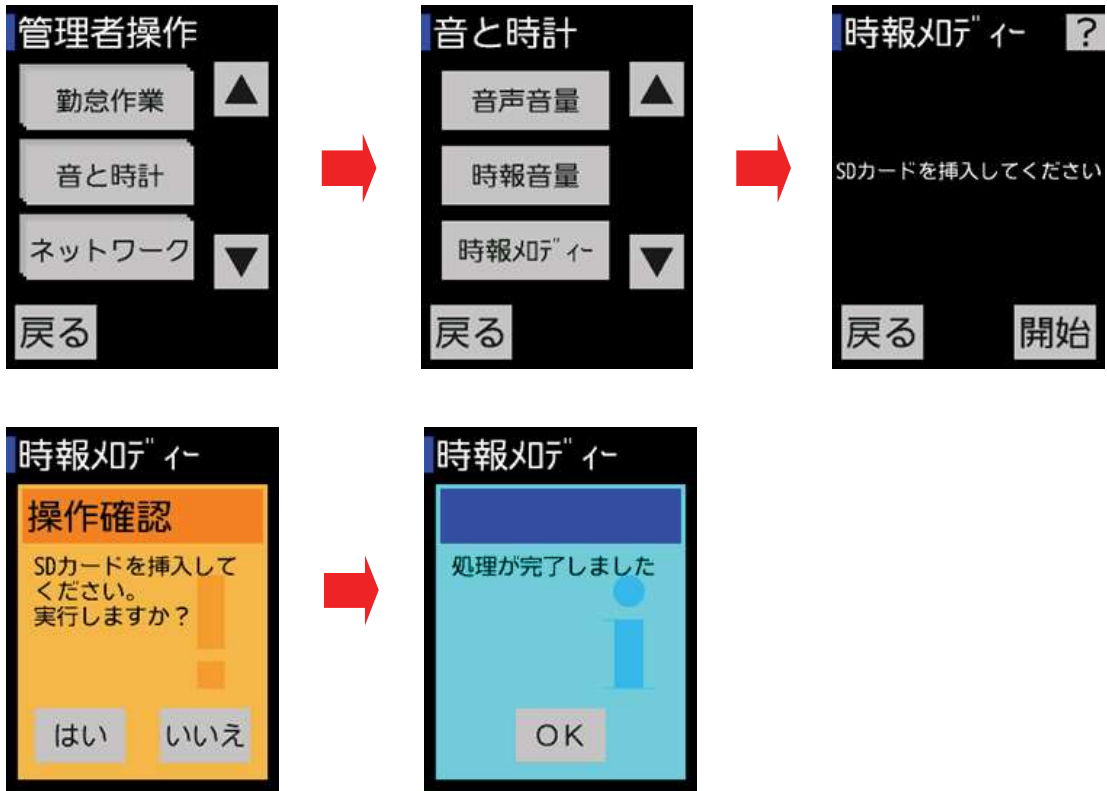 管理者操作
勤怠作業
▲
音と時計
ネットワーク
▼
戻る
音と時計
音声音量
▲
時報音量
時報ﾒﾛﾃﾞｨｰ
▼
戻る
時報ﾒﾛﾃﾞｨｰ ?
SDカードを挿入してください
戻る 開始
時報ﾒﾛﾃﾞｨｰ
操作確認
SDカードを挿入して
ください。
実行しますか？
はい いいえ
時報ﾒﾛﾃﾞｨｰ
処理が完了しました
OK